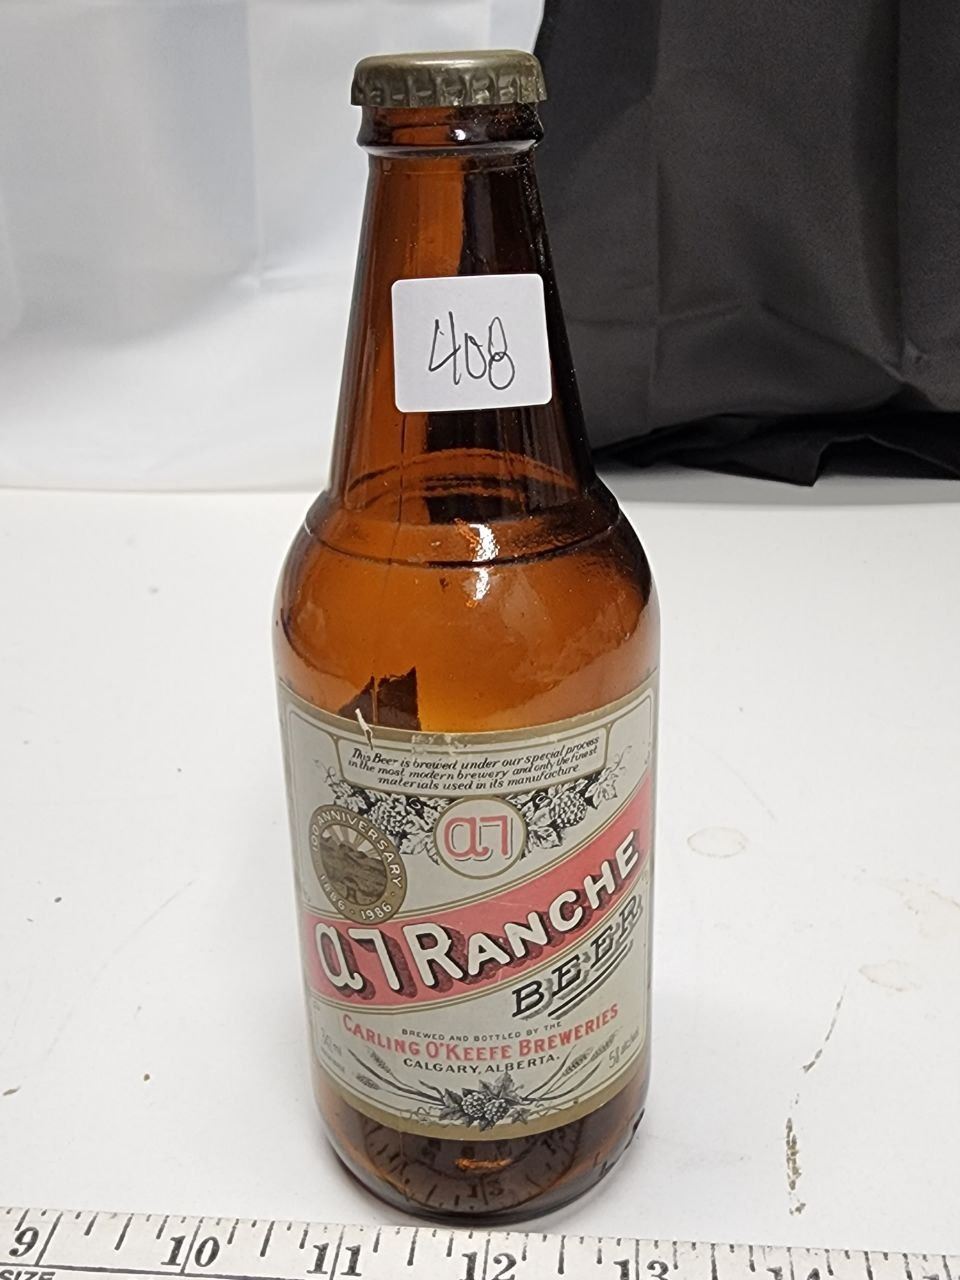 408
This Beer is brewed under our special process
in the most modern brewery and only the finest
materials used in its manufacture
a7
100 ANNIVERSARY
1886 • 1986
a7 RANCHE
BEER
BREWED AND BOTTLED BY THE
CARLING O'KEEFE BREWERIES
CALGARY, ALBERTA.
9 10 11 12 13
SIZE